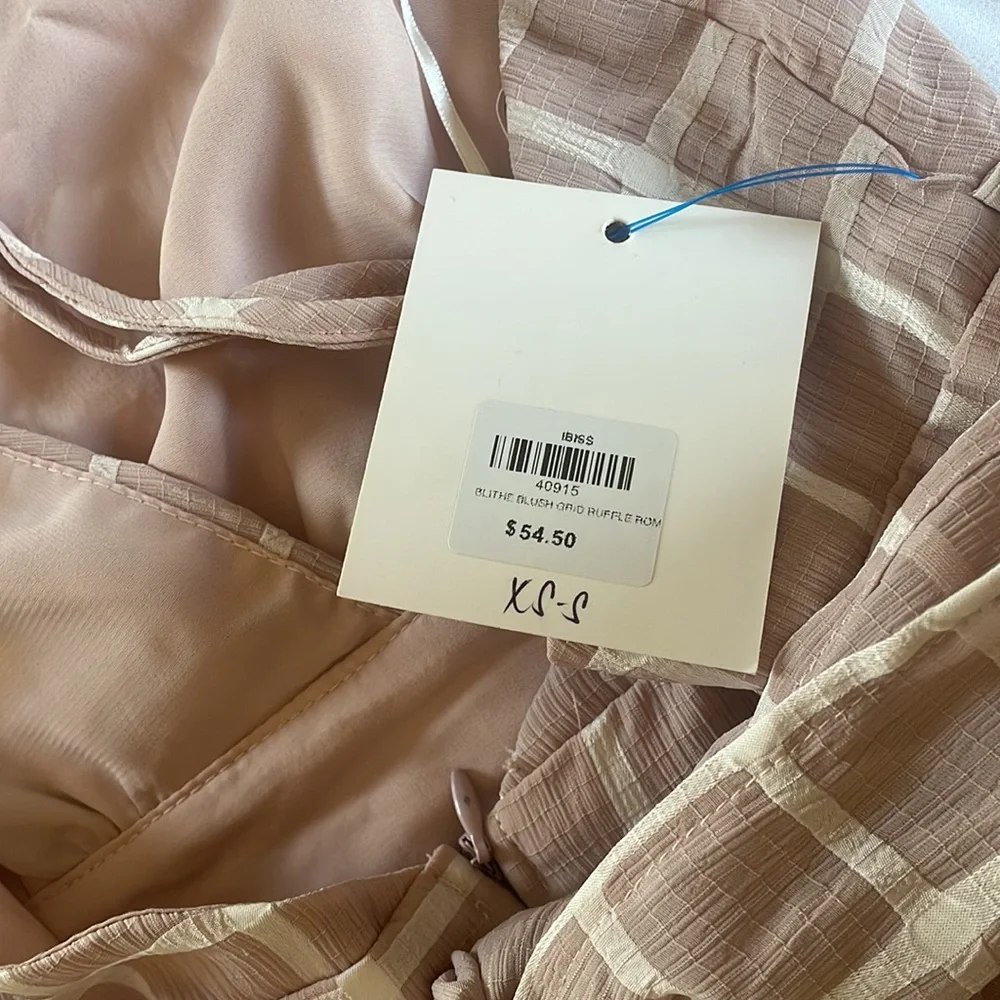 IBISS
40915
BLITHE BLUSH GRID RUFFLE ROM
$54.50
XS-S